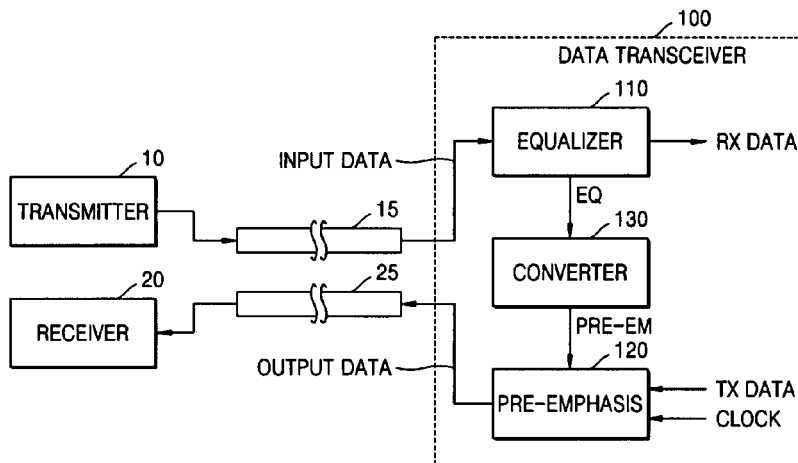 100
DATA TRANSCEIVER
110
EQUALIZER
RX DATA
INPUT DATA
10
TRANSMITTER
15
EQ
130
CONVERTER
20
RECEIVER
25
PRE-EM
120
OUTPUT DATA
PRE-EMPHASIS
TX DATA
CLOCK